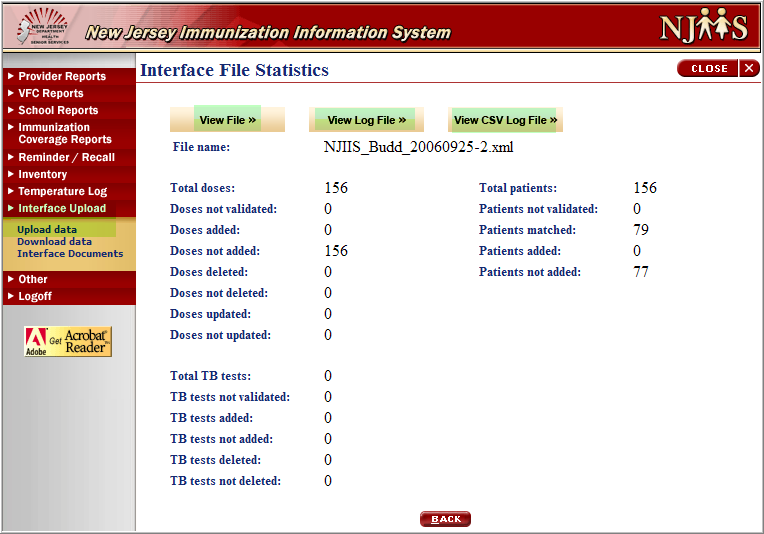 NEW JERSEY
DEPARTMENT
HEALTH
SENIOR SERVICES
New Jersey Immunization Information System
NJIIS
Provider Reports
VFC Reports
School Reports
Immunization
Coverage Reports
Reminder / Recall
Inventory
Temperature Log
Interface Upload
Upload data
Download data
Interface Documents
Other
Logoff
Adobe
Get Acrobat
Reader
Interface File Statistics
CLOSE X
View File »
View Log File »
View CSV Log File »
File name: NJIIS_Budd_20060925-2.xml
Total doses: 156 Total patients: 156
Doses not validated: 0 Patients not validated: 0
Doses added: 0 Patients matched: 79
Doses not added: 156 Patients added: 0
Doses deleted: 0 Patients not added: 77
Doses not deleted: 0
Doses updated: 0
Doses not updated: 0
Total TB tests: 0
TB tests not validated: 0
TB tests added: 0
TB tests not added: 0
TB tests deleted: 0
TB tests not deleted: 0
BACK